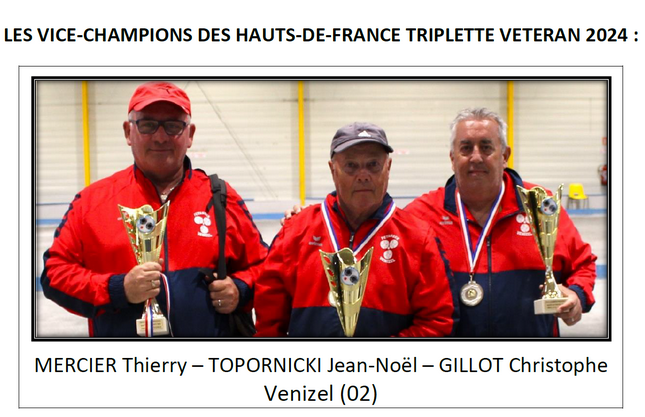 LES VICE-CHAMPIONS DES HAUTS-DE-FRANCE TRIPLETTE VETERAN 2024 :
MERCIER Thierry – TOPORNICKI Jean-Noël – GILLOT Christophe
Venizel (02)